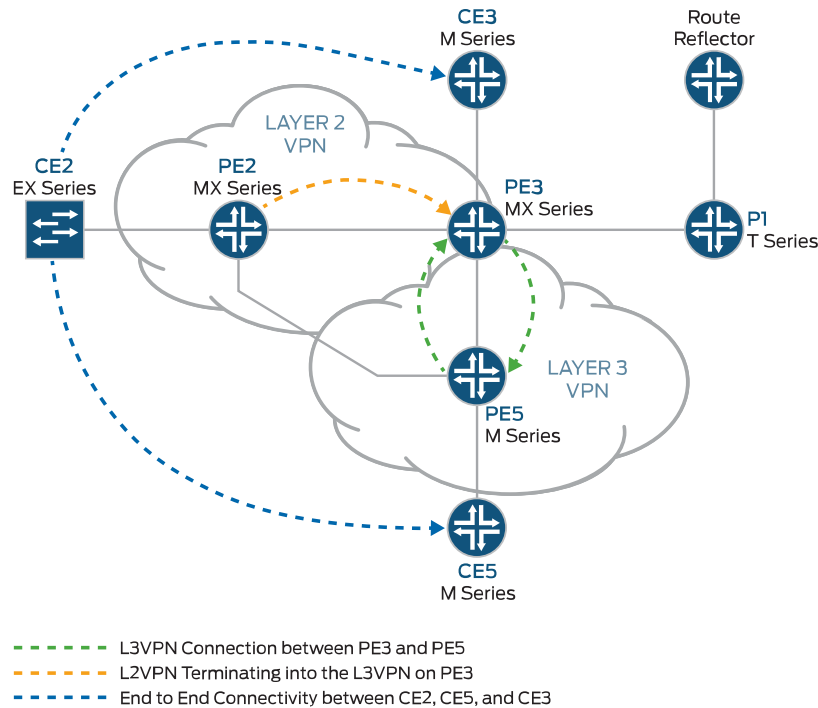 CE3
M Series
Route
Reflector
LAYER 2
VPN
CE2
EX Series
PE2
MX Series
PE3
MX Series
P1
T Series
LAYER 3
VPN
PE5
M Series
CE5
M Series
L3VPN Connection between PE3 and PE5
L2VPN Terminating into the L3VPN on PE3
End to End Connectivity between CE2, CE5, and CE3